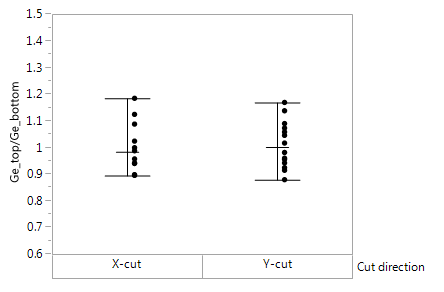 1.5
1.4
1.3
1.2
1.1
1
0.9
0.8
0.7
0.6
Ge_top/Ge_bottom
X-cut
Y-cut
Cut direction